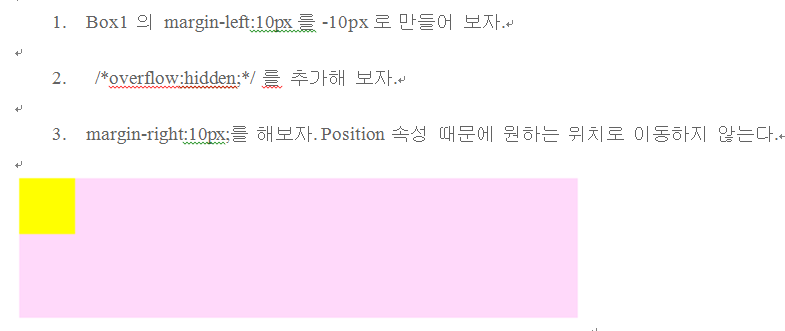 1. Box1 의 margin-left:10px 를 -10px 로 만들어 보자.
2. /*overflow:hidden;*/ 를 추가해 보자.
3. margin-right:10px;를 해보자. Position 속성 때문에 원하는 위치로 이동하지 않는다.